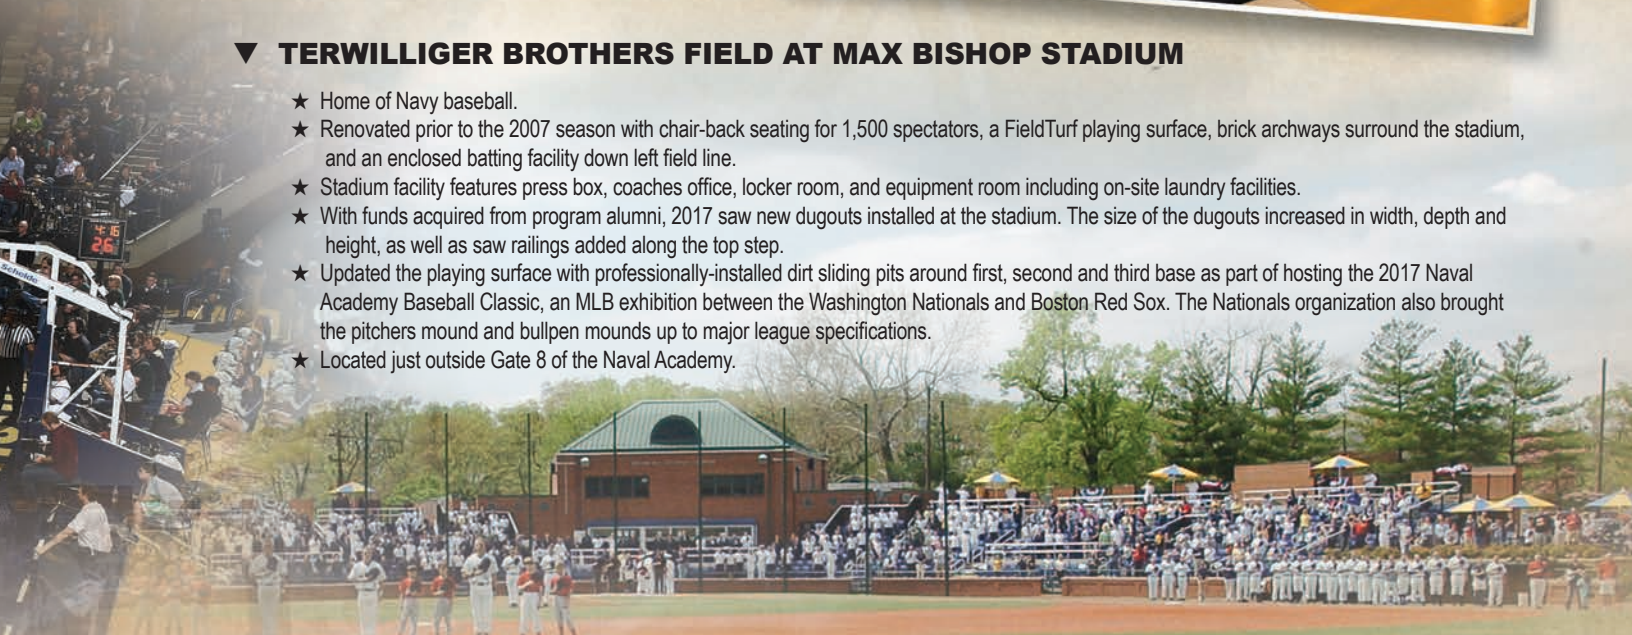 ▼ TERWILLIGER BROTHERS FIELD AT MAX BISHOP STADIUM
★ Home of Navy baseball.
★ Renovated prior to the 2007 season with chair-back seating for 1,500 spectators, a FieldTurf playing surface, brick archways surround the stadium,
and an enclosed batting facility down left field line.
★ Stadium facility features press box, coaches office, locker room, and equipment room including on-site laundry facilities.
★ With funds acquired from program alumni, 2017 saw new dugouts installed at the stadium. The size of the dugouts increased in width, depth and
height, as well as saw railings added along the top step.
★ Updated the playing surface with professionally-installed dirt sliding pits around first, second and third base as part of hosting the 2017 Naval
Academy Baseball Classic, an MLB exhibition between the Washington Nationals and Boston Red Sox. The Nationals organization also brought
the pitchers mound and bullpen mounds up to major league specifications.
★ Located just outside Gate 8 of the Naval Academy.
4:16
26
Schelde